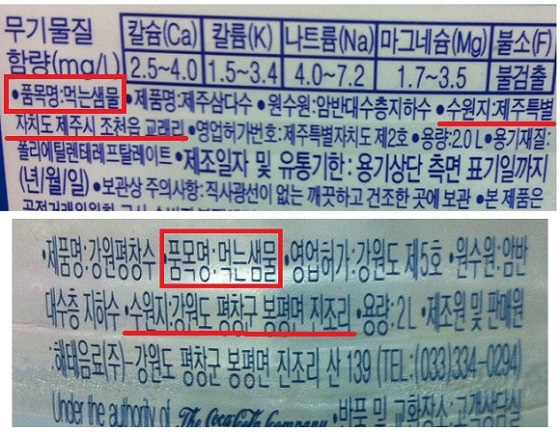 무기물질 함량(mg/L) 칼슘(Ca) 칼륨(K) 나트륨(Na) 마그네슘(Mg) 불소(F)
2.5~4.0 1.5~3.4 4.0~7.2 1.7~3.5 불검출
•품목명:먹는샘물 •제품명:제주삼다수 •원수원:암반대수층지하수 •수원지:제주특별
자치도 제주시 조천읍 교래리 •영업허가번호:제주특별자치도 제2호 •용량:2.0L •용기재질:
폴리에틸렌테레프탈레이트 •제조일자 및 유통기한:용기상단 측면 표기일까지
(년/월/일) •보관상 주의사항:직사광선이 없는 깨끗하고 건조한 곳에 보관 •본 제품은
•제품명:강원평창수 •품목명:먹는샘물 •영업허가:강원도 제5호 •원수원:암반
대수층 지하수 •수원지:강원도 평창군 봉평면 진조리 •용량:2L •제조원 및 판매원
:해태음료(주)-강원도 평창군 봉평면 진조리 산 139 (TEL:(033)334-0294)
Under the authority of The Coca-Cola Company •반품 및 교환장소:고객상담실